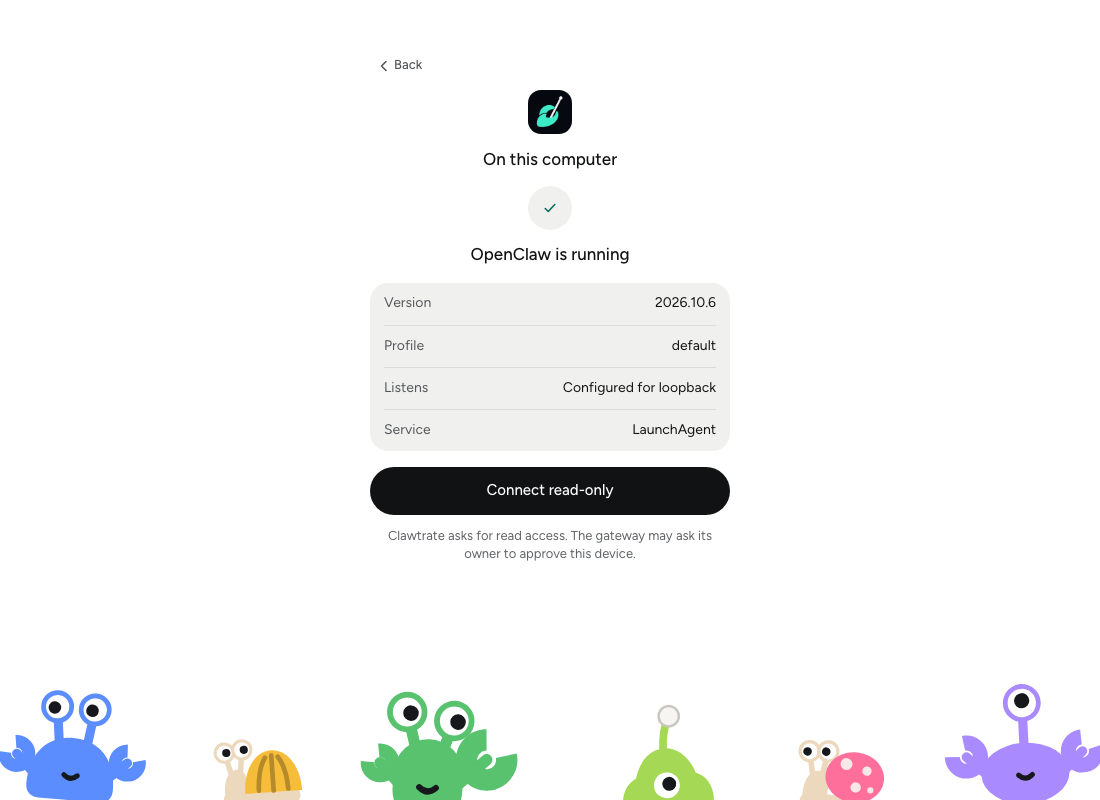 Back
On this computer
OpenClaw is running
Version 2026.10.6
Profile default
Listens Configured for loopback
Service LaunchAgent
Connect read-only
Clawtrate asks for read access. The gateway may ask its
owner to approve this device.